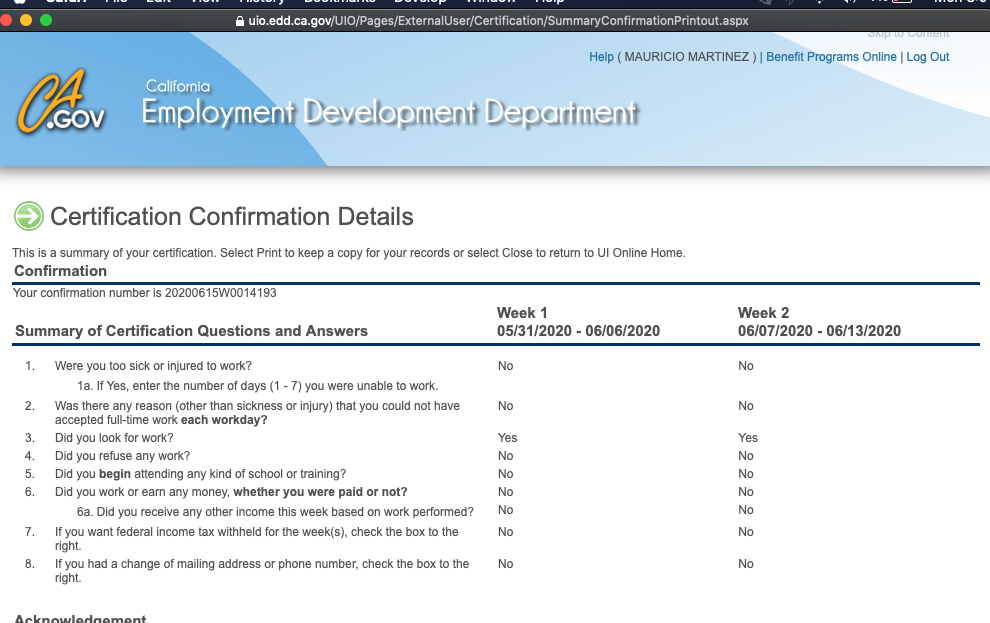 uio.edd.ca.gov/UIO/Pages/ExternalUser/Certification/SummaryConfirmationPrintout.aspx
Skip to Content
Help ( MAURICIO MARTINEZ ) | Benefit Programs Online | Log Out
CA.GOV
California
Employment Development Department
Certification Confirmation Details
This is a summary of your certification. Select Print to keep a copy for your records or select Close to return to UI Online Home.
Confirmation
Your confirmation number is 20200615W0014193
Week 1 Week 2
Summary of Certification Questions and Answers 05/31/2020 - 06/06/2020 06/07/2020 - 06/13/2020
1. Were you too sick or injured to work? No No
1a. If Yes, enter the number of days (1 - 7) you were unable to work.
2. Was there any reason (other than sickness or injury) that you could not have No No
accepted full-time work each workday?
3. Did you look for work? Yes Yes
4. Did you refuse any work? No No
5. Did you begin attending any kind of school or training? No No
6. Did you work or earn any money, whether you were paid or not? No No
6a. Did you receive any other income this week based on work performed? No No
7. If you want federal income tax withheld for the week(s), check the box to the No No
right.
8. If you had a change of mailing address or phone number, check the box to the No No
right.
Acknowledgement